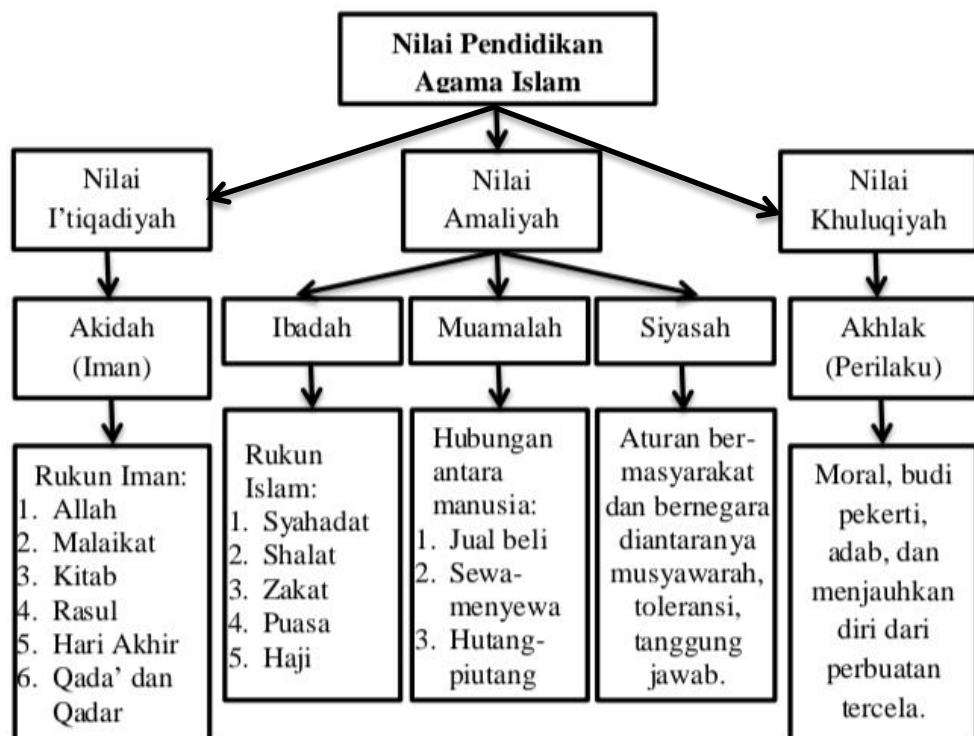 Nilai Pendidikan
Agama Islam
Nilai
I'tiqadiyah
Nilai
Amaliyah
Nilai
Khuluqiyah
Akidah
(Iman)
Ibadah
Muamalah
Siyasah
Akhlak
(Perilaku)
Rukun Iman:
1. Allah
2. Malaikat
3. Kitab
4. Rasul
5. Hari Akhir
6. Qada' dan
Qadar
Rukun
Islam:
1. Syahadat
2. Shalat
3. Zakat
4. Puasa
5. Haji
Hubungan
antara
manusia:
1. Jual beli
2. Sewa-
menyewa
3. Hutang-
piutang
Aturan ber-
masyarakat
dan bernegara
diantaranya
musyawarah,
toleransi,
tanggung
jawab.
Moral, budi
pekerti,
adab, dan
menjauhkan
diri dari
perbuatan
tercela.